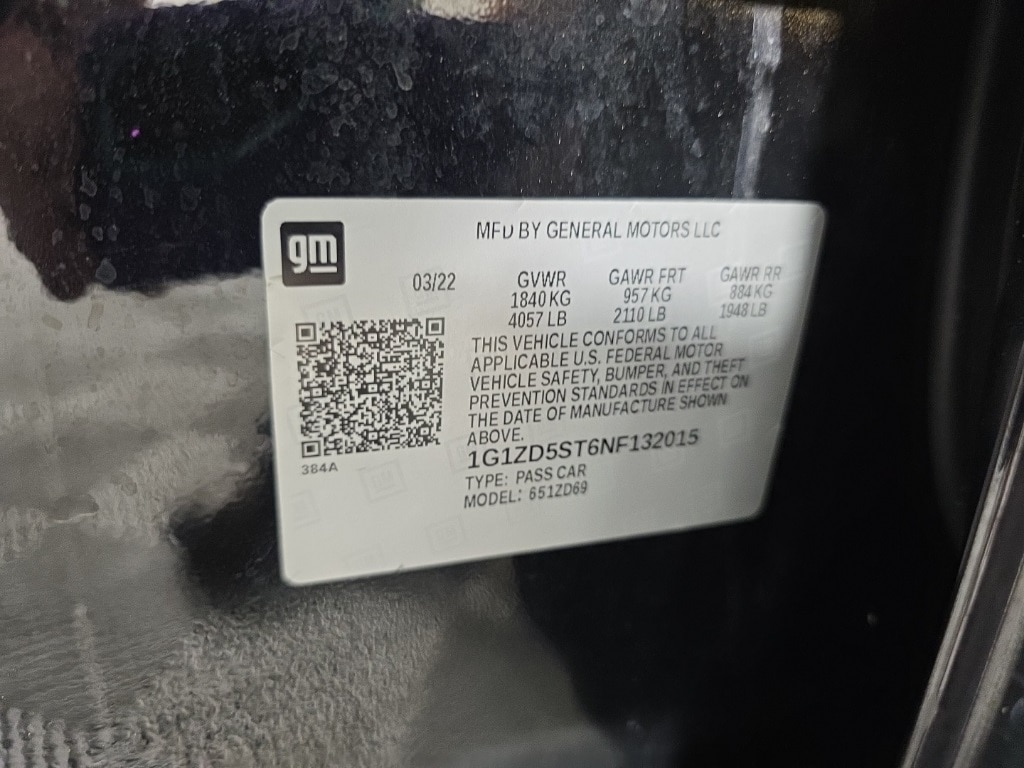 gm
MFD BY GENERAL MOTORS LLC
03/22 GVWR GAWR FRT GAWR RR
1840 KG 957 KG 884 KG
4057 LB 2110 LB 1948 LB
THIS VEHICLE CONFORMS TO ALL
APPLICABLE U.S. FEDERAL MOTOR
VEHICLE SAFETY, BUMPER, AND THEFT
PREVENTION STANDARDS IN EFFECT ON
THE DATE OF MANUFACTURE SHOWN
ABOVE.
384A
1G1ZD5ST6NF132015
TYPE: PASS CAR
MODEL: 651ZD69